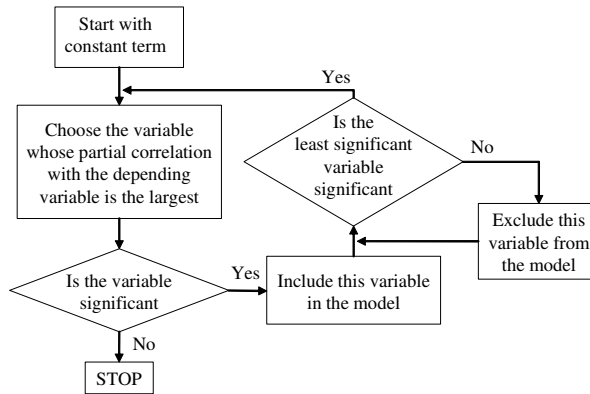 Start with
constant term
Yes
Choose the variable
whose partial correlation
with the depending
variable is the largest
Is the
least significant
variable
significant
No
Exclude this
variable from
the model
Is the variable
significant
Yes
Include this variable
in the model
No
STOP